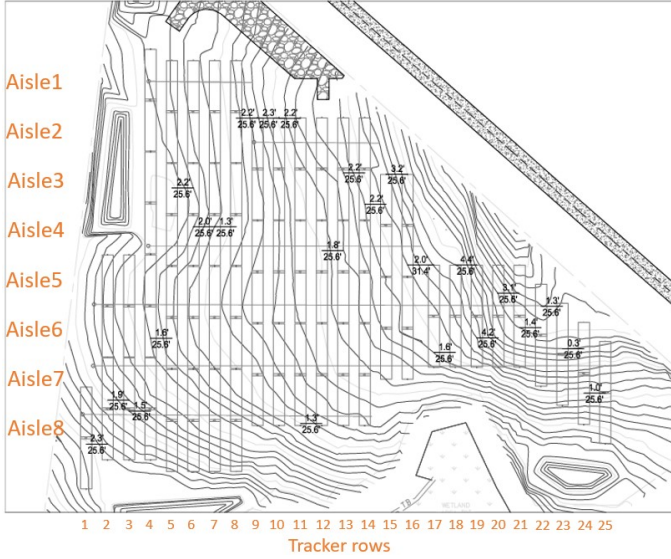 Aisle1
2.2' 2.3' 2.2'
25.6' 25.6' 25.6'
Aisle2
2.2' 3.2'
25.6' 25.6'
Aisle3
2.2'
25.6'
2.2'
25.6'
2.0' 1.3'
25.6' 25.6'
Aisle4
1.8'
25.6'
2.0' 4.4'
31.4' 25.6'
Aisle5
3.1'
25.6'
1.3'
25.6'
Aisle6
1.4'
25.6'
1.6' 4.2'
25.6' 25.6'
1.6' 0.3'
25.6' 25.6'
Aisle7
1.9' 1.0'
25.6' 25.6'
1.5'
25.6'
1.3'
25.6'
Aisle8
2.3'
25.6'
TB
WETLAND
1 2 3 4 5 6 7 8 9 10 11 12 13 14 15 16 17 18 19 20 21 22 23 24 25
Tracker rows